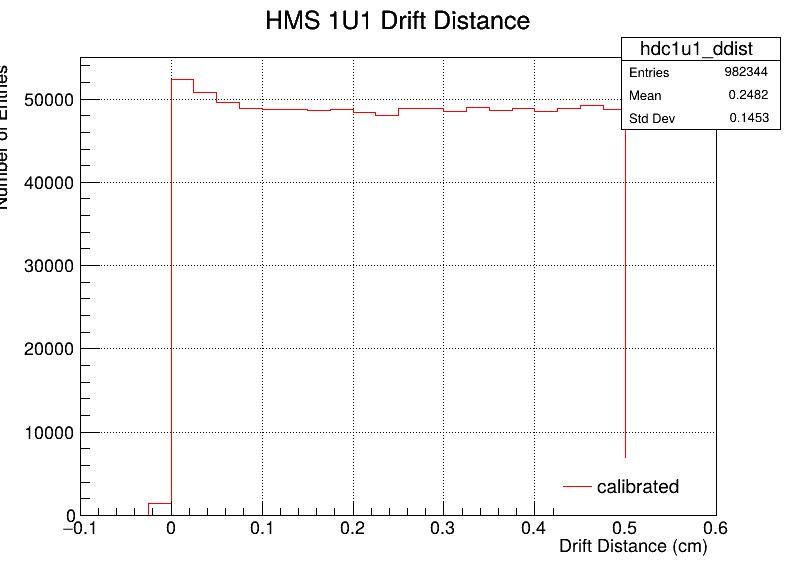 HMS 1U1 Drift Distance
hdc1u1_ddist
Entries 982344
Mean 0.2482
Std Dev 0.1453
Number of Entries
50000
40000
30000
20000
10000
0
calibrated
−0.1 0 0.1 0.2 0.3 0.4 0.5 0.6
Drift Distance (cm)